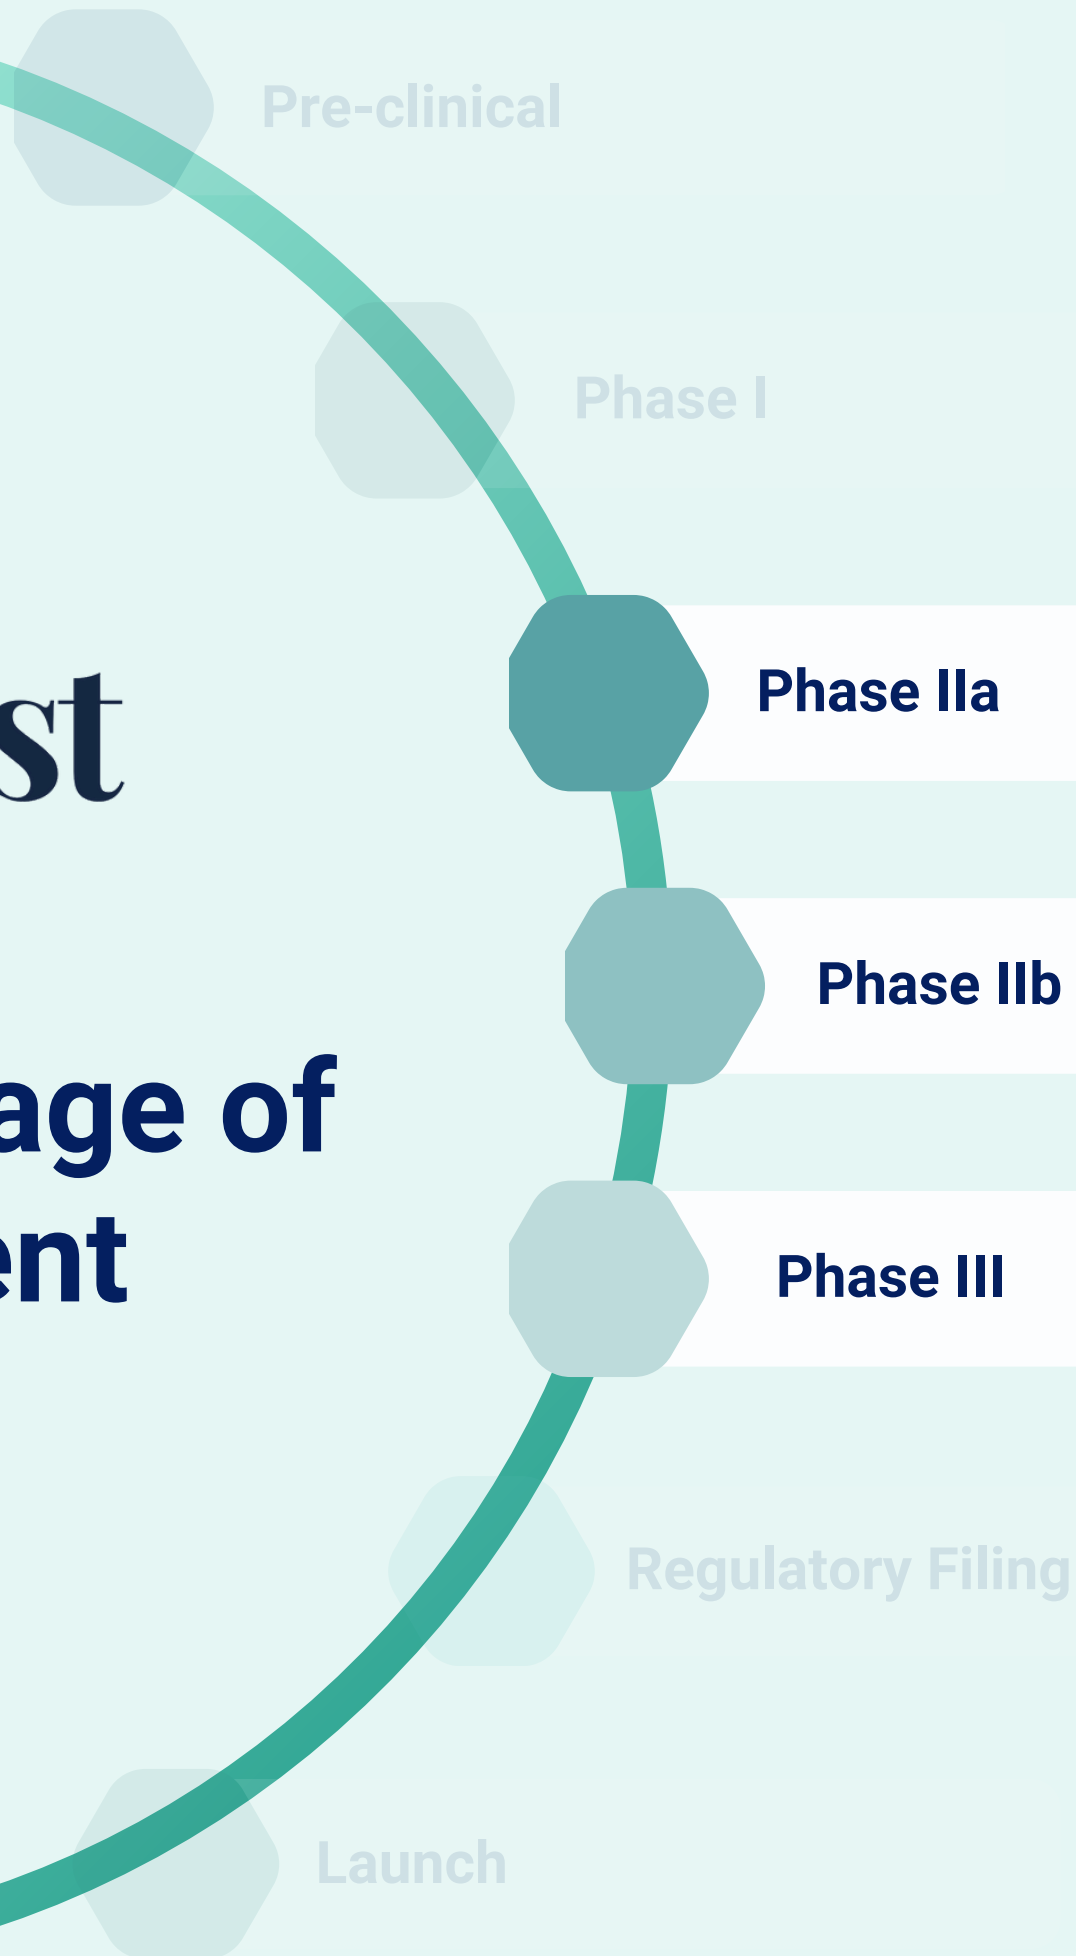 Pre-clinical
Phase I
Phase IIa
st
Phase IIb
age of
ent
Phase III
Regulatory Filing
Launch